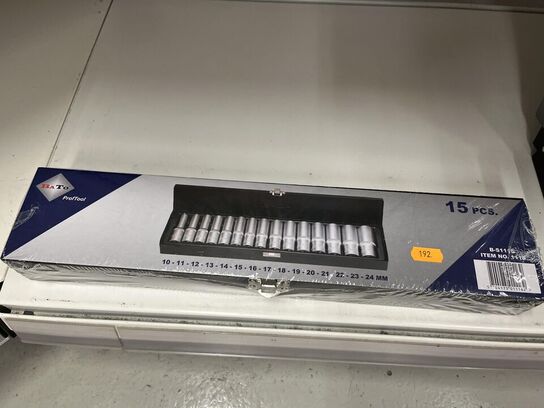 BATO
ProfTool
15 PCS.
10 - 11 - 12 - 13 - 14 - 15 - 16 - 17 - 18 - 19 - 20 - 21 - 22 - 23 - 24 MM
192
ITEM NO.